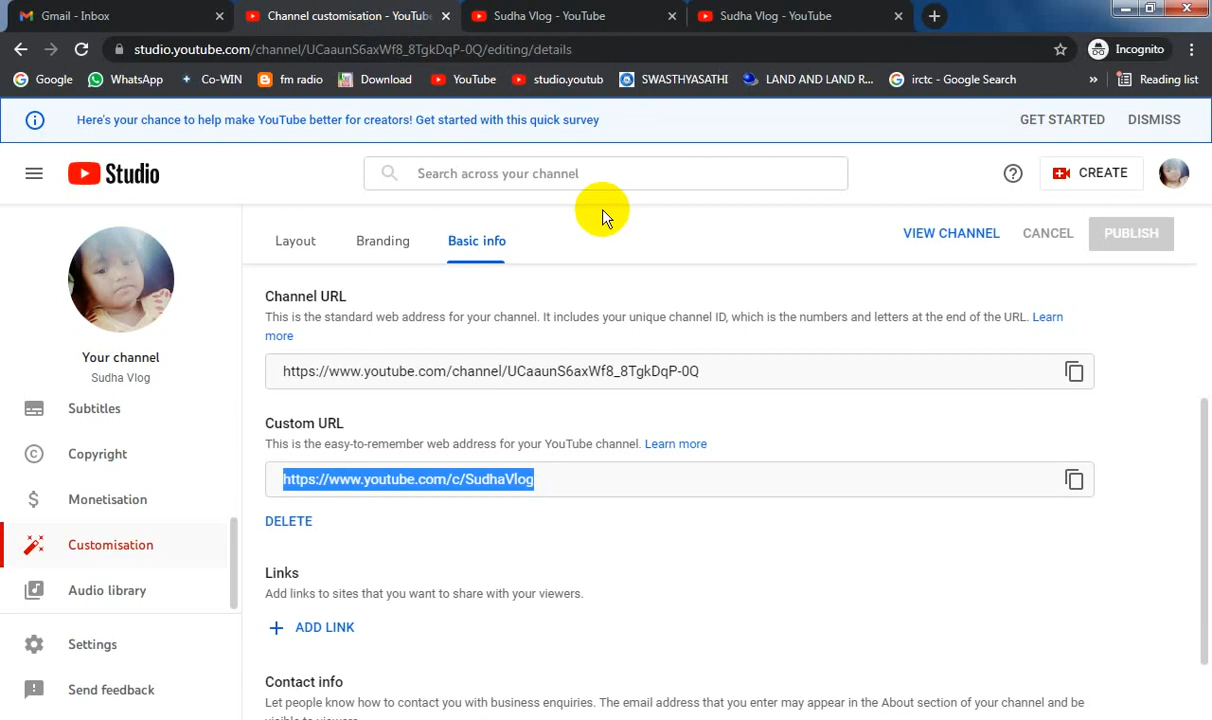 Gmail - Inbox
Channel customisation - YouTub
Sudha Vlog - YouTube
Sudha Vlog - YouTube
studio.youtube.com/channel/UCaaunS6axWf8_8TgkDqP-0Q/editing/details
Incognito
Google
WhatsApp
Co-WIN
fm radio
Download
YouTube
studio.youtub
SWASTHYASATHI
LAND AND LAND R...
irctc - Google Search
»
Reading list
Here's your chance to help make YouTube better for creators! Get started with this quick survey
GET STARTED
DISMISS
Studio
Search across your channel
CREATE
Layout
Branding
Basic info
VIEW CHANNEL
CANCEL
PUBLISH
Your channel
Sudha Vlog
Subtitles
Copyright
Monetisation
Customisation
Audio library
Settings
Send feedback
Channel URL
This is the standard web address for your channel. It includes your unique channel ID, which is the numbers and letters at the end of the URL. Learn
more
https://www.youtube.com/channel/UCaaunS6axWf8_8TgkDqP-0Q
Custom URL
This is the easy-to-remember web address for your YouTube channel. Learn more
https://www.youtube.com/c/SudhaVlog
DELETE
Links
Add links to sites that you want to share with your viewers.
+ ADD LINK
Contact info
Let people know how to contact you with business enquiries. The email address that you enter may appear in the About section of your channel and be
visible to viewers.